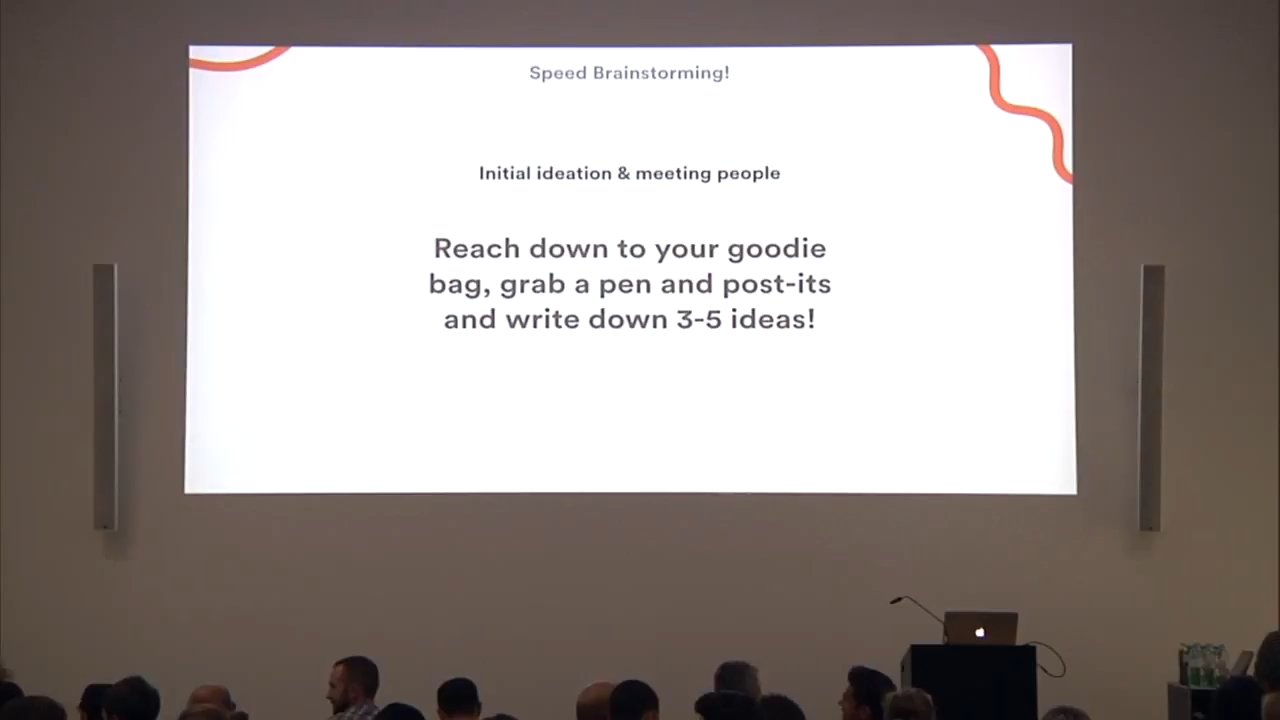 Speed Brainstorming!
Initial ideation & meeting people
Reach down to your goodie
bag, grab a pen and post-its
and write down 3-5 ideas!